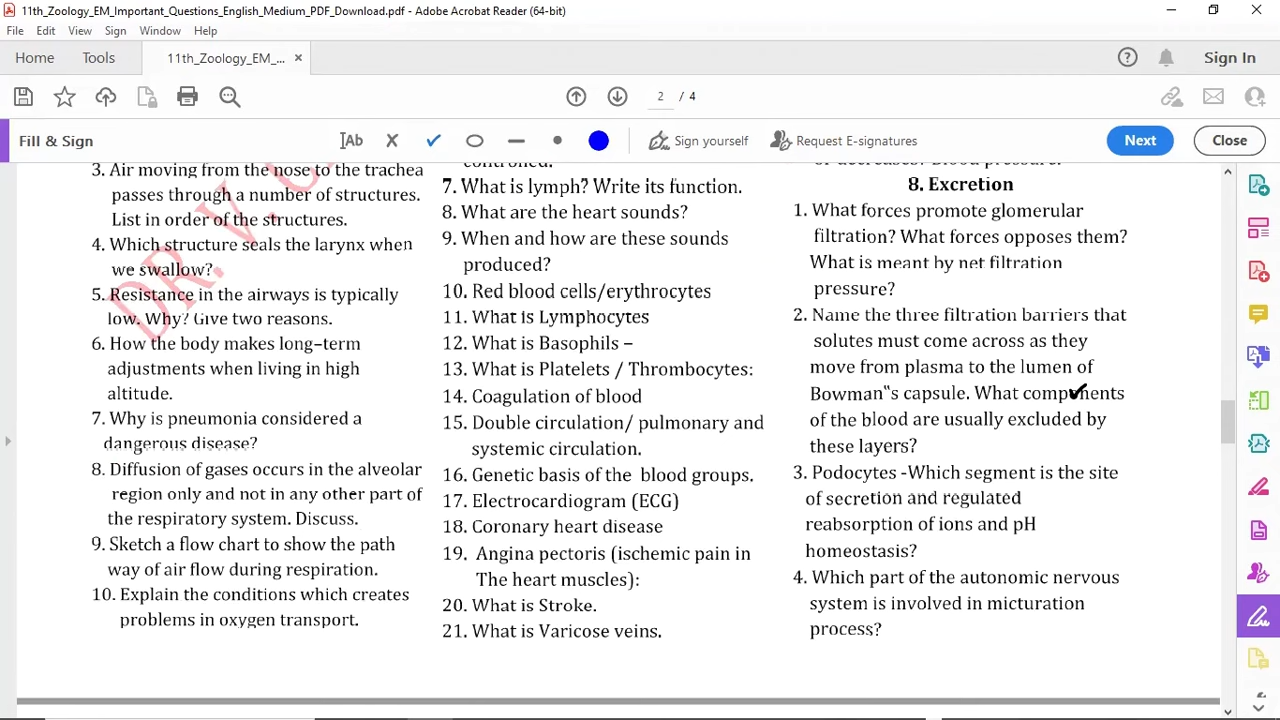 11th_Zoology_EM_Important_Questions_English_Medium_PDF_Download.pdf - Adobe Acrobat Reader (64-bit)
File Edit View Sign Window Help
Home Tools 11th_Zoology_EM_... × Sign In
2 / 4
Fill & Sign Ab Sign yourself Request E-signatures Next Close
3. Air moving from the nose to the trachea
passes through a number of structures.
List in order of the structures.
4. Which structure seals the larynx when
we swallow?
5. Resistance in the airways is typically
low. Why? Give two reasons.
6. How the body makes long–term
adjustments when living in high
altitude.
7. Why is pneumonia considered a
dangerous disease?
8. Diffusion of gases occurs in the alveolar
region only and not in any other part of
the respiratory system. Discuss.
9. Sketch a flow chart to show the path
way of air flow during respiration.
10. Explain the conditions which creates
problems in oxygen transport.
DR. V.
controlled.
7. What is lymph? Write its function.
8. What are the heart sounds?
9. When and how are these sounds
produced?
10. Red blood cells/erythrocytes
11. What is Lymphocytes
12. What is Basophils –
13. What is Platelets / Thrombocytes:
14. Coagulation of blood
15. Double circulation/ pulmonary and
systemic circulation.
16. Genetic basis of the blood groups.
17. Electrocardiogram (ECG)
18. Coronary heart disease
19. Angina pectoris (ischemic pain in
The heart muscles):
20. What is Stroke.
21. What is Varicose veins.
or decreases? Blood pressure.
8. Excretion
1. What forces promote glomerular
filtration? What forces opposes them?
What is meant by net filtration
pressure?
2. Name the three filtration barriers that
solutes must come across as they
move from plasma to the lumen of
Bowman"s capsule. What components
of the blood are usually excluded by
these layers?
3. Podocytes -Which segment is the site
of secretion and regulated
reabsorption of ions and pH
homeostasis?
4. Which part of the autonomic nervous
system is involved in micturation
process?